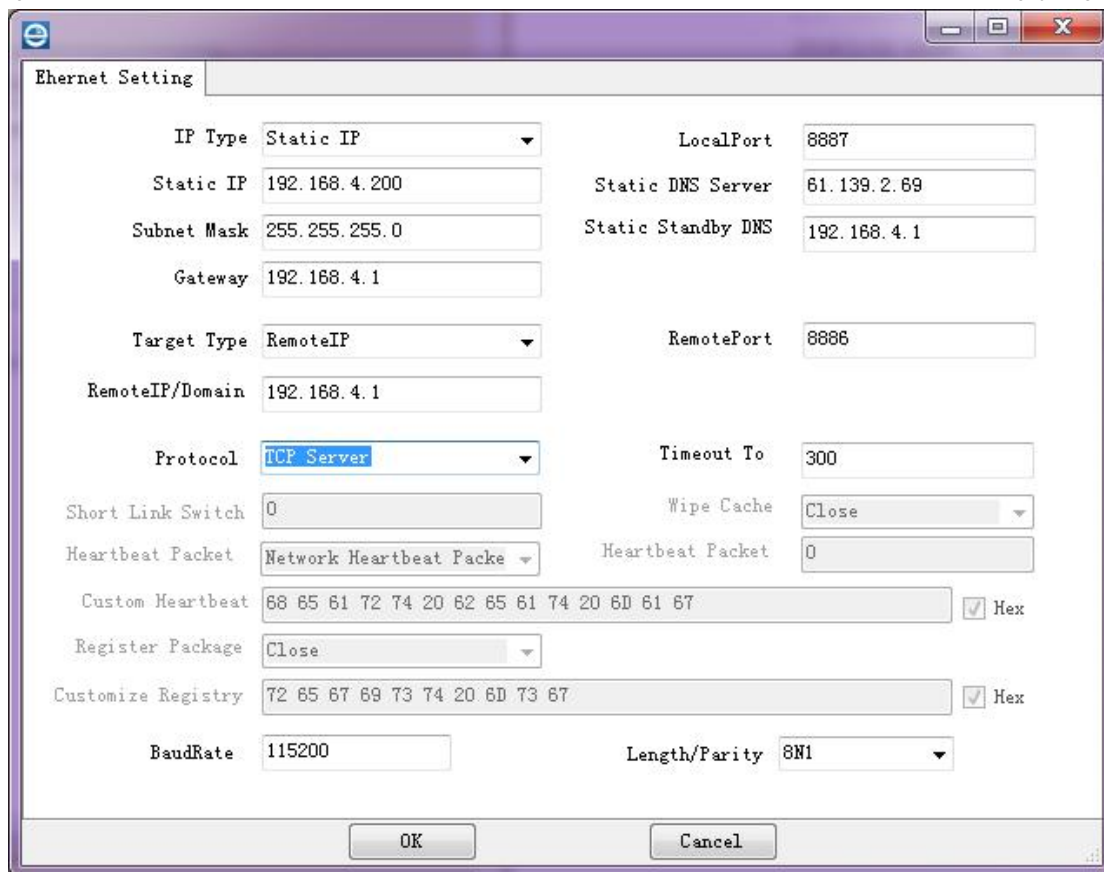 Ehernet Setting
IP Type Static IP LocalPort 8887
Static IP 192.168.4.200 Static DNS Server 61.139.2.69
Subnet Mask 255.255.255.0 Static Standby DNS 192.168.4.1
Gateway 192.168.4.1
Target Type RemoteIP RemotePort 8886
RemoteIP/Domain 192.168.4.1
Protocol TCP Server Timeout To 300
Short Link Switch 0 Wipe Cache Close
Heartbeat Packet Network Heartbeat Packe Heartbeat Packet 0
Custom Heartbeat 68 65 61 72 74 20 62 65 61 74 20 6D 61 67 Hex
Register Package Close
Customize Registry 72 65 67 69 73 74 20 6D 73 67 Hex
BaudRate 115200 Length/Parity 8N1
OK Cancel